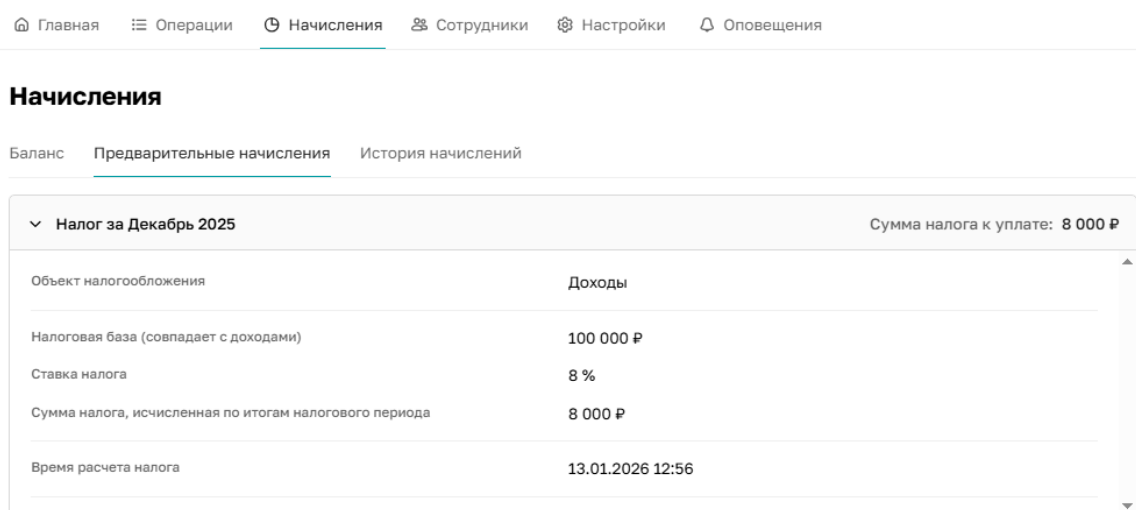 Главная Операции Начисления Сотрудники Настройки Оповещения
Начисления
Баланс Предварительные начисления История начислений
Налог за Декабрь 2025 Сумма налога к уплате: 8 000 ₽
Объект налогообложения Доходы
Налоговая база (совпадает с доходами) 100 000 ₽
Ставка налога 8 %
Сумма налога, исчисленная по итогам налогового периода 8 000 ₽
Время расчета налога 13.01.2026 12:56